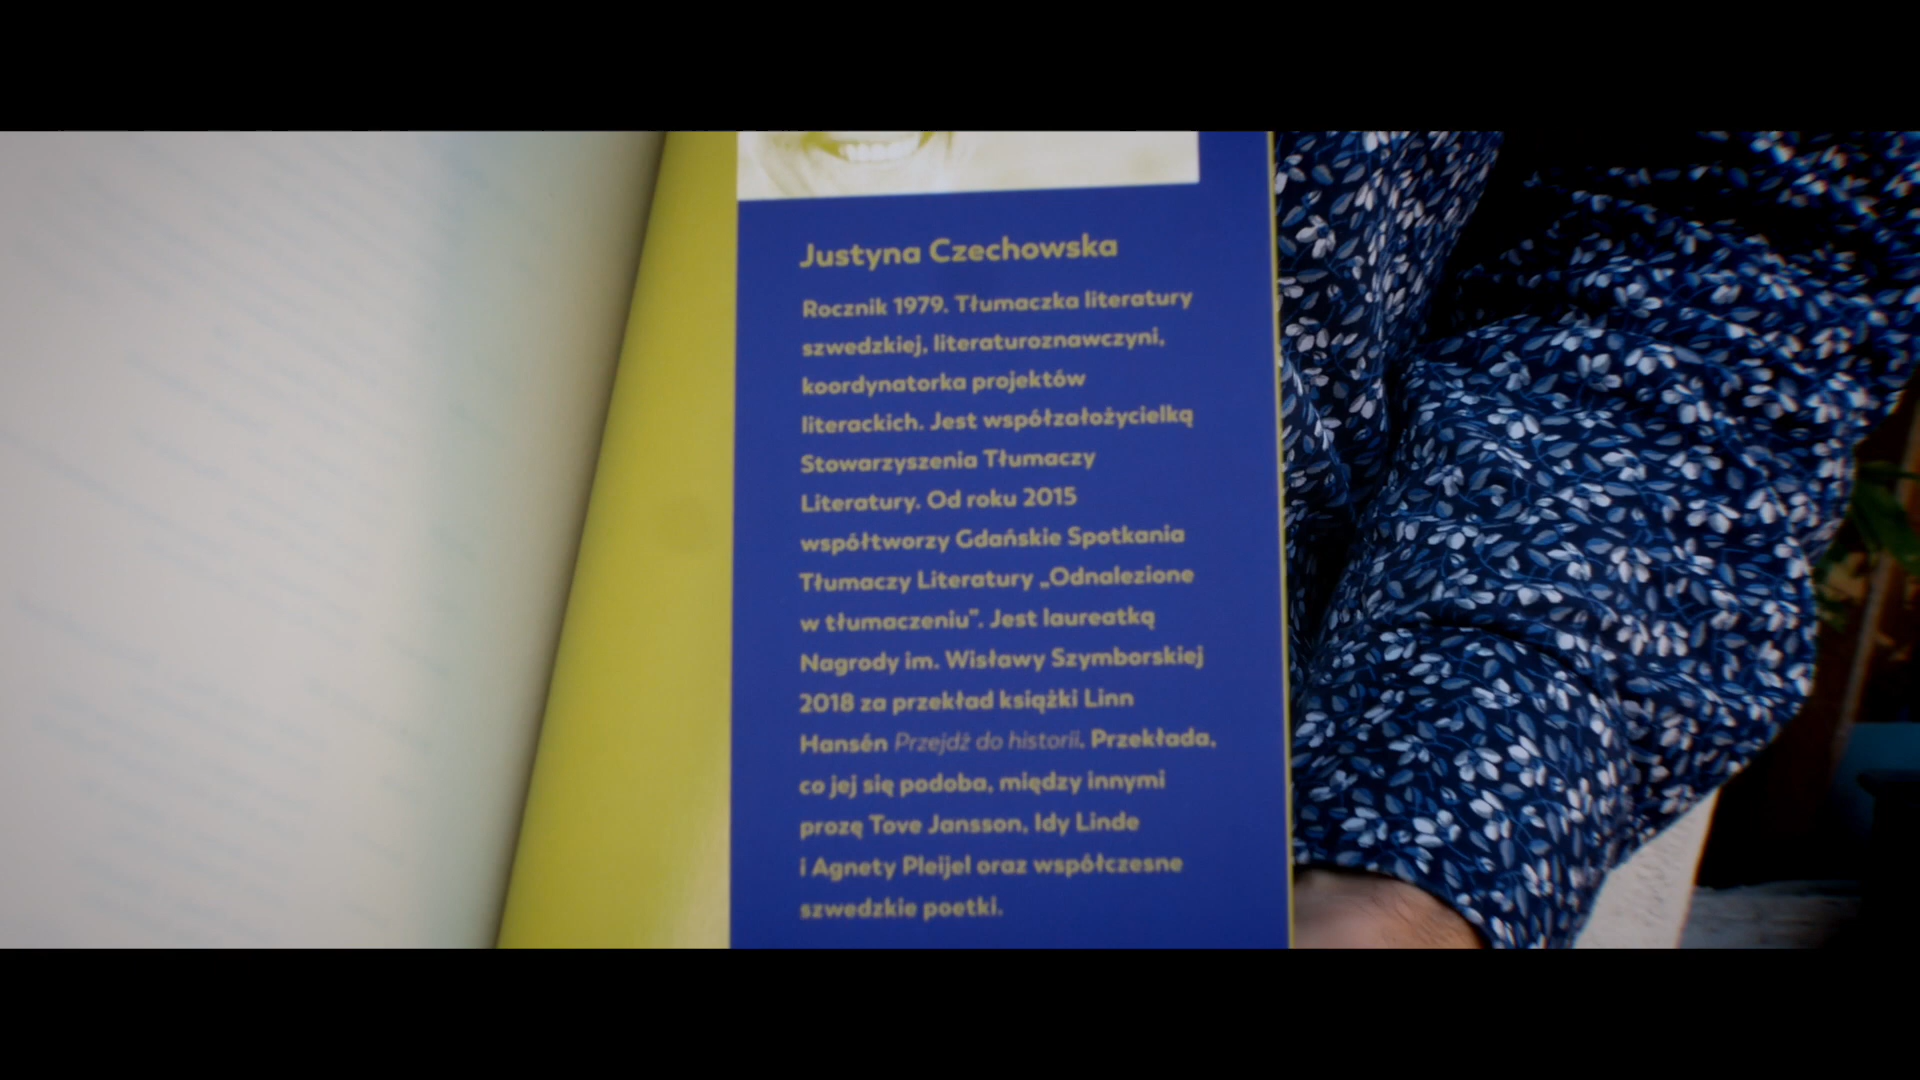 Justyna Czechowska
Rocznik 1979. Tłumaczka literatury
szwedzkiej, literaturoznawczyni,
koordynatorka projektów
literackich. Jest współzałożycielką
Stowarzyszenia Tłumaczy
Literatury. Od roku 2015
współtworzy Gdańskie Spotkania
Tłumaczy Literatury „Odnalezione
w tłumaczeniu”. Jest laureatką
Nagrody im. Wisławy Szymborskiej
2018 za przekład książki Linn
Hansén Przejdź do historii. Przekłada,
co jej się podoba, między innymi
prozę Tove Jansson, Idy Linde
i Agnety Pleijel oraz współczesne
szwedzkie poetki.